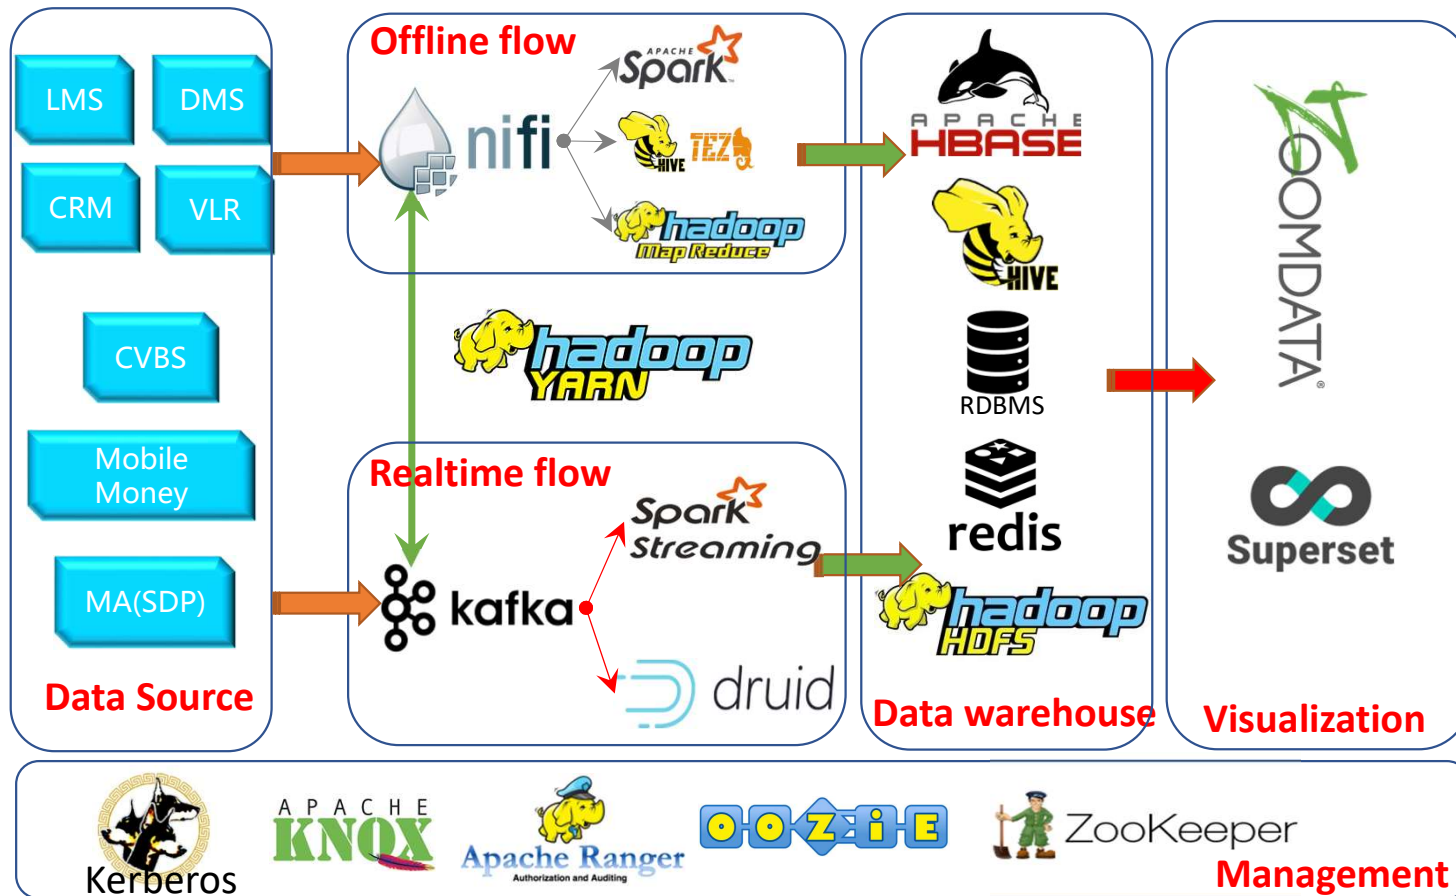 LMS
DMS
CRM
VLR
CVBS
Mobile
Money
MA(SDP)
Data Source
Offline flow
nifi
APACHE
Spark™
HIVE
TEZ
hadoop
Map Reduce
hadoop
YARN
Realtime flow
kafka
Spark
Streaming
druid
APACHE
HBASE
HIVE
RDBMS
redis
hadoop
HDFS
Data warehouse
ZOOMDATA®
Superset
Visualization
Kerberos
APACHE
KNOX
Apache Ranger
Authorization and Auditing
OOZiE
ZooKeeper
Management